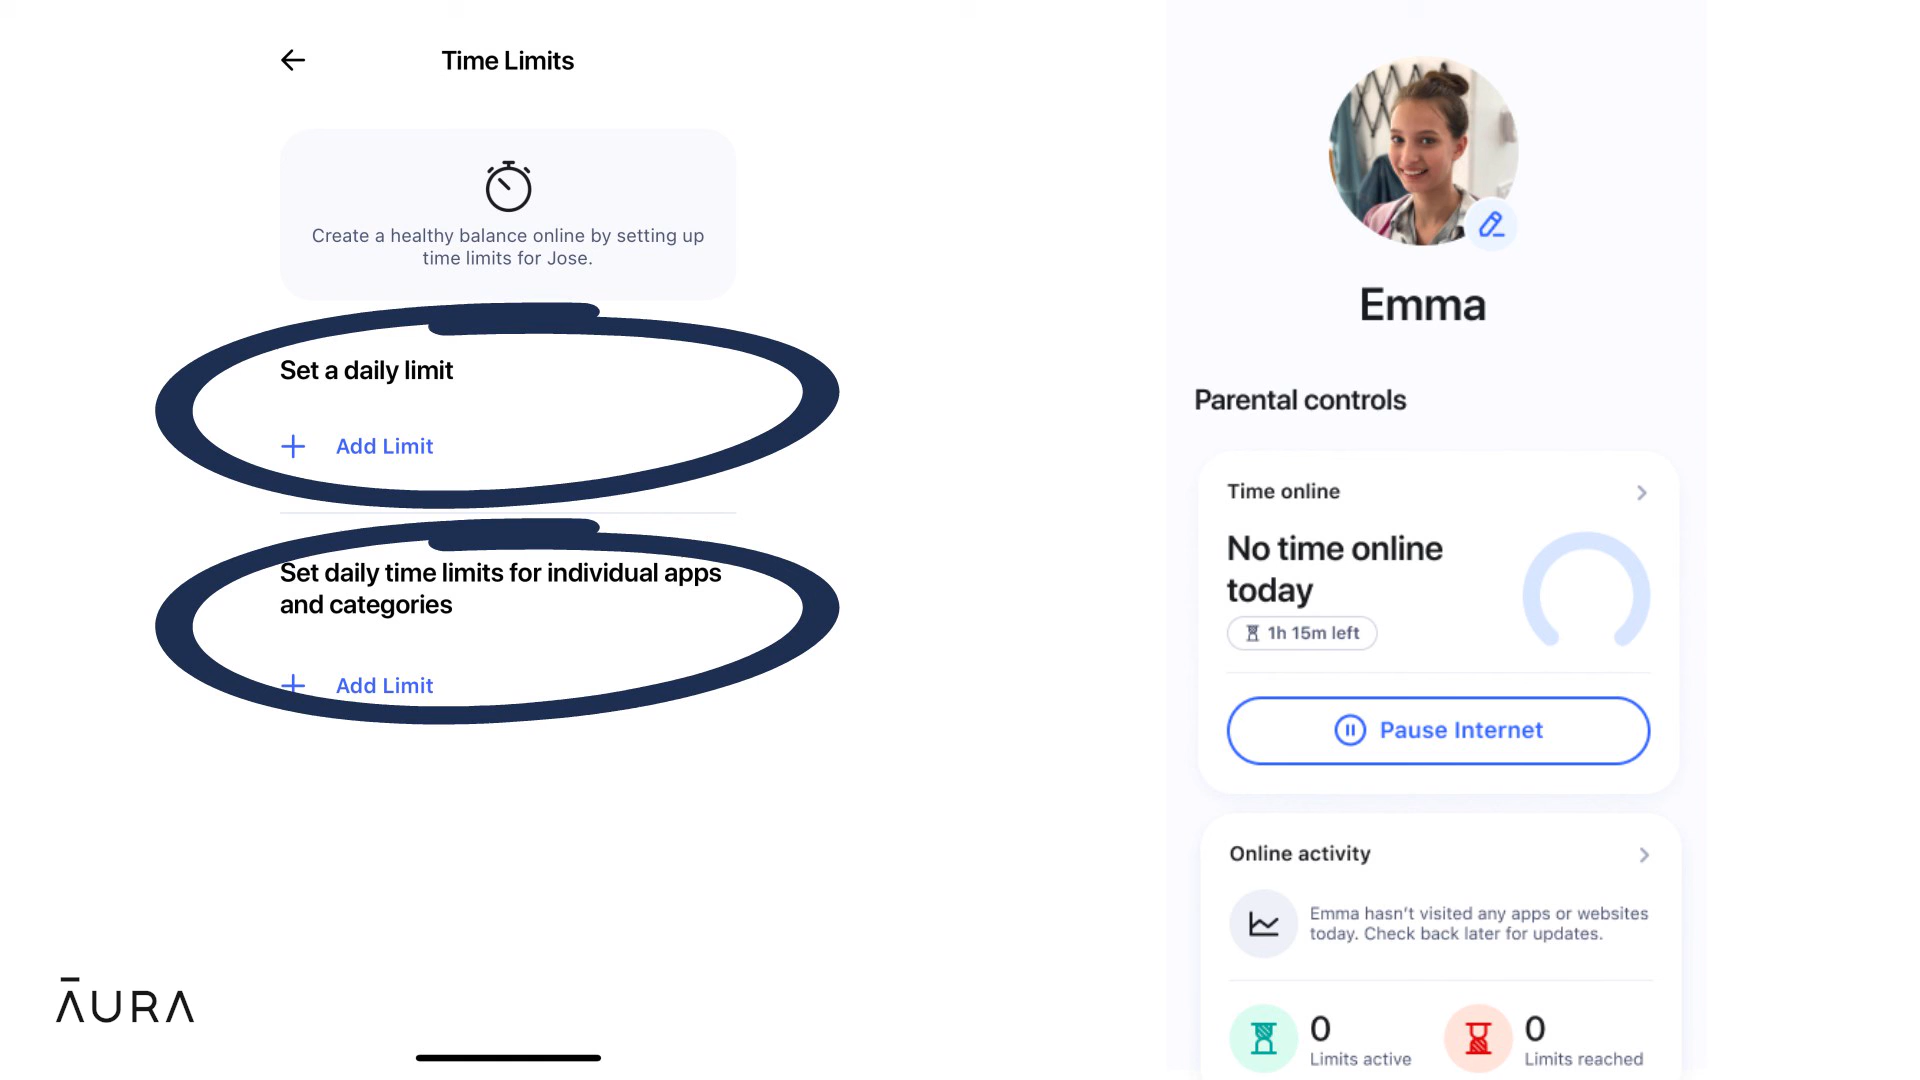 Time Limits
Create a healthy balance online by setting up
time limits for Jose.
Set a daily limit
Add Limit
Set daily time limits for individual apps
and categories
Add Limit
ĀURA
Emma
Parental controls
Time online
No time online
today
1h 15m left
Pause Internet
Online activity
Emma hasn't visited any apps or websites
today. Check back later for updates.
0
Limits active
0
Limits reached